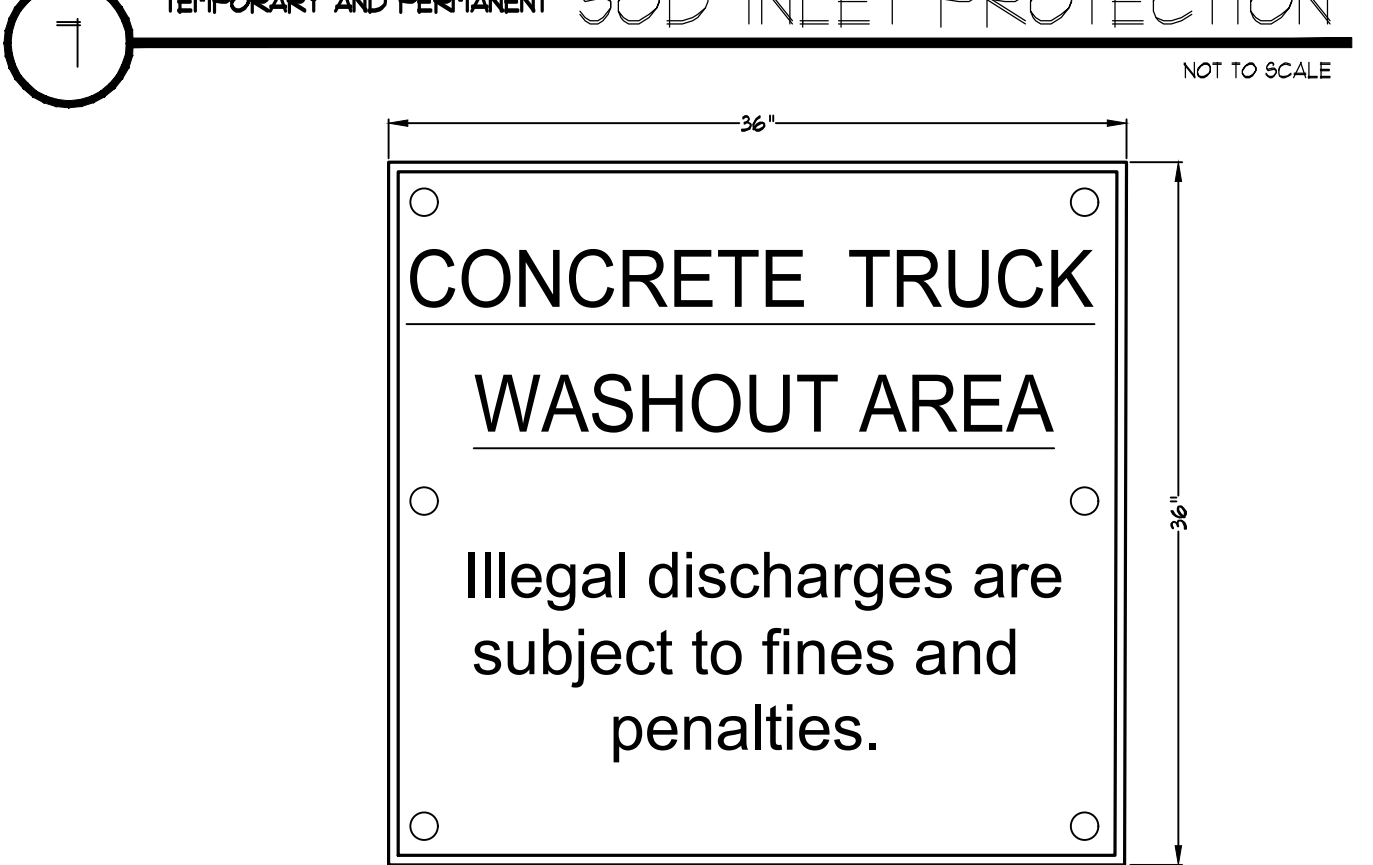 TEMPORARY AND PERMANENT SOD INLET PROTECTION
NOT TO SCALE
36"
CONCRETE TRUCK
WASHOUT AREA
36"
Illegal discharges are
subject to fines and
penalties.